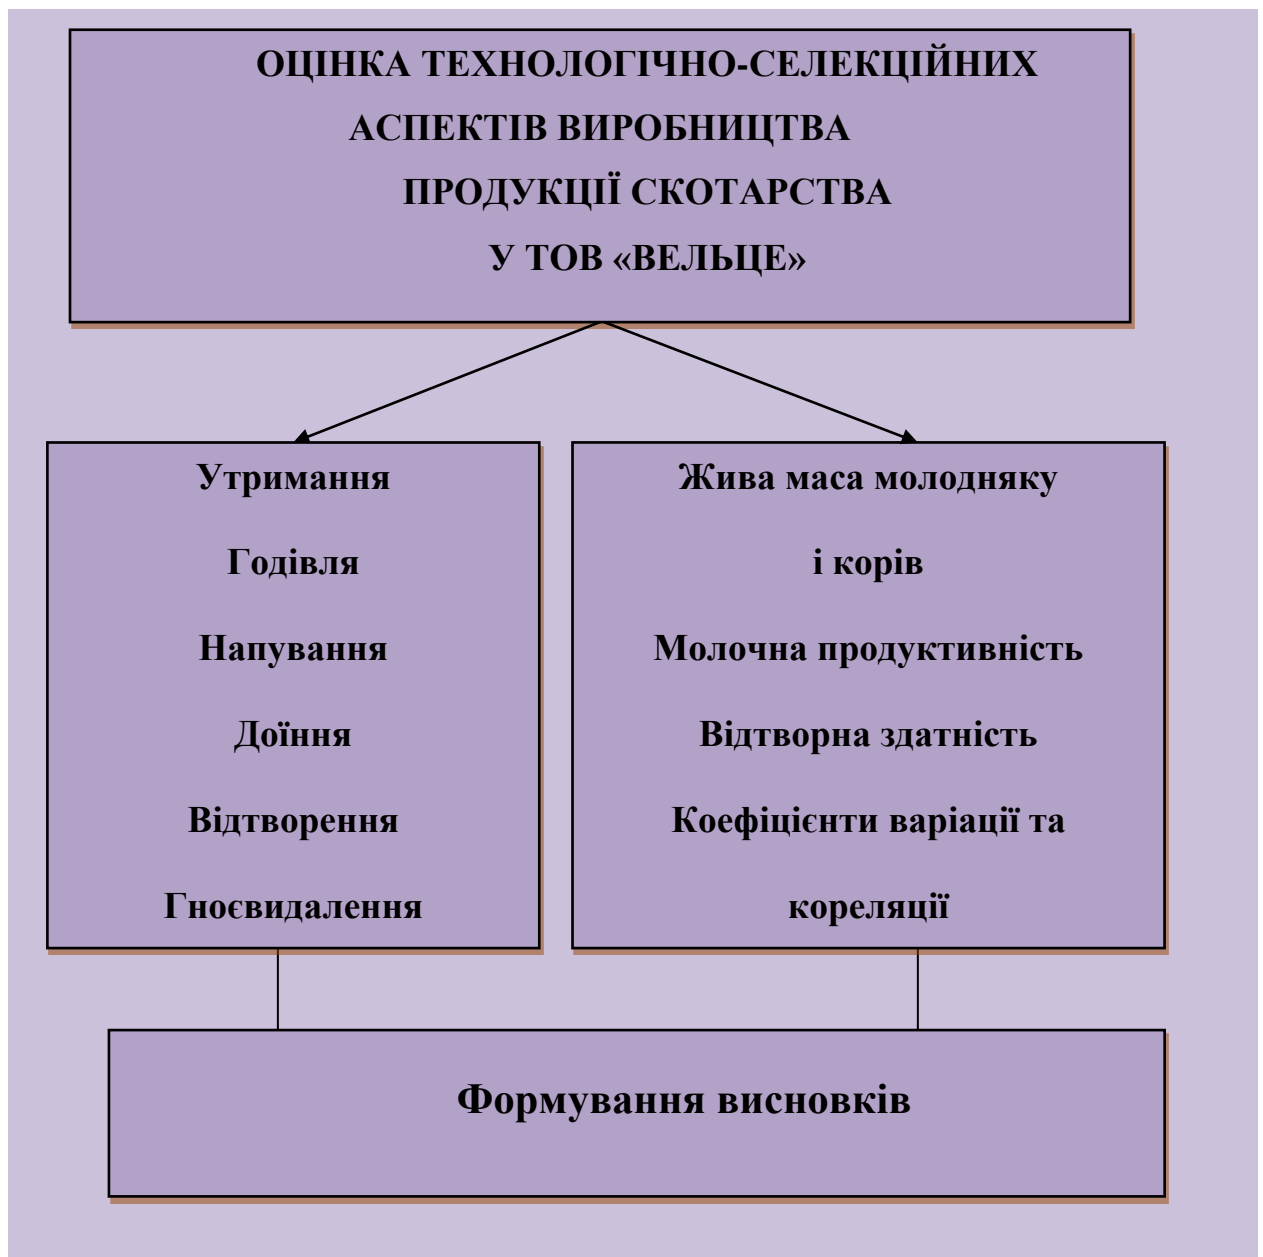 ОЦІНКА ТЕХНОЛОГІЧНО-СЕЛЕКЦІЙНИХ
АСПЕКТІВ ВИРОБНИЦТВА
ПРОДУКЦІЇ СКОТАРСТВА
У ТОВ «ВЕЛЬЦЕ»
Утримання
Годівля
Напування
Доїння
Відтворення
Гноєвидалення
Жива маса молодняку
і корів
Молочна продуктивність
Відтворна здатність
Коефіцієнти варіації та
кореляції
Формування висновків